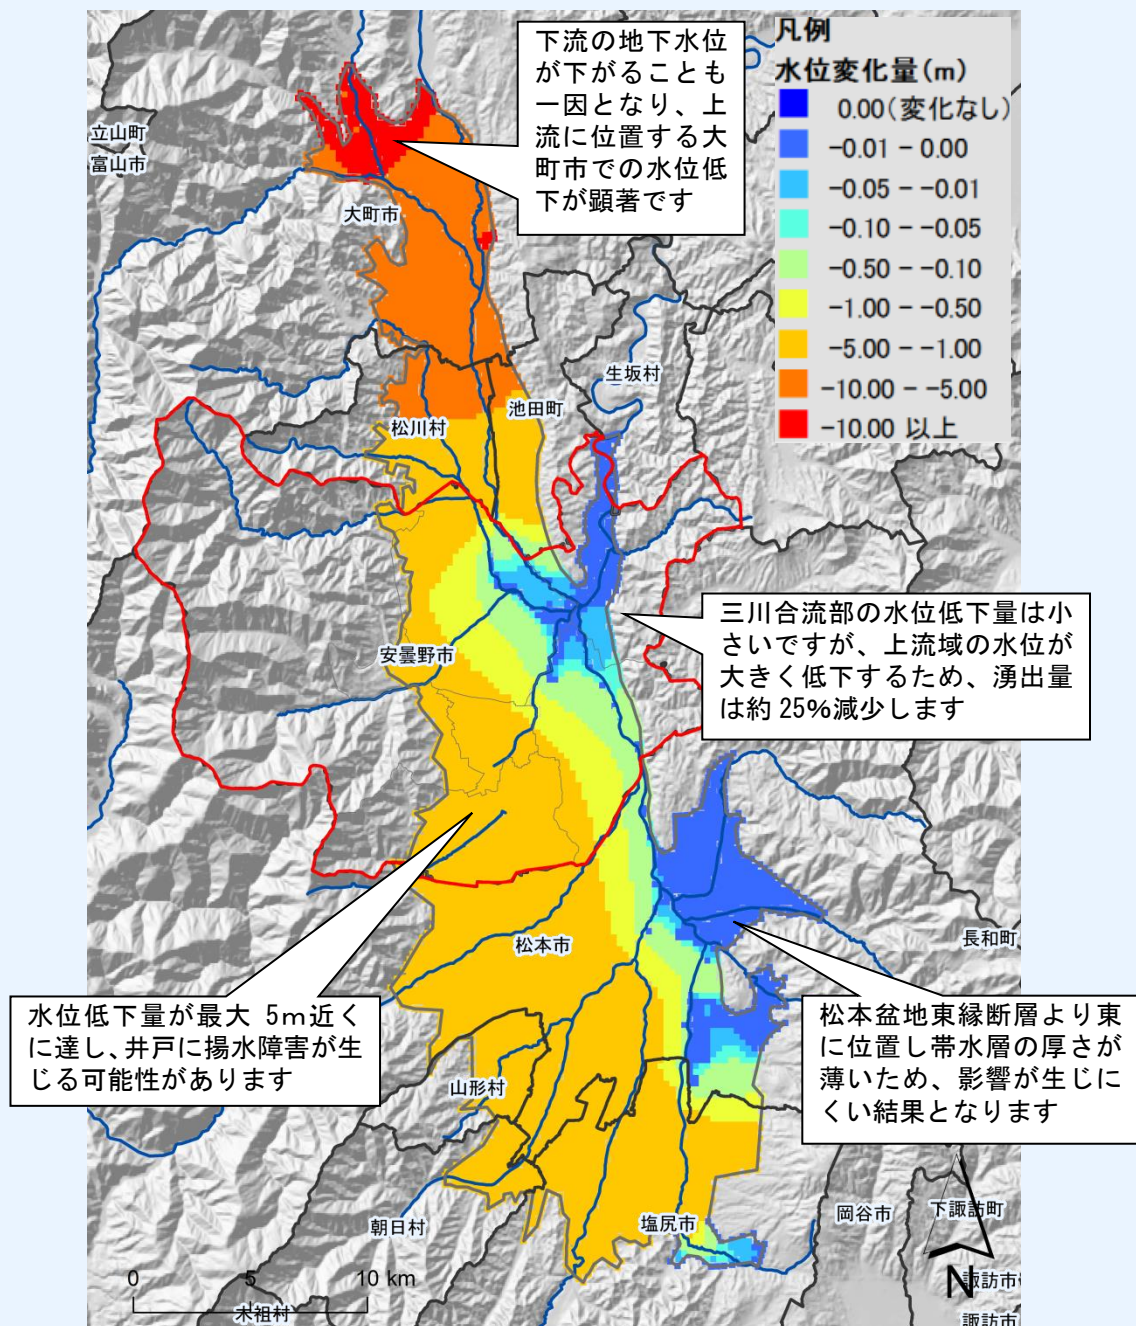 下流の地下水位
が下がることも
一因となり、上
流に位置する大
町市での水位低
下が顕著です
凡例
水位変化量(m)
0.00(変化なし)
-0.01 - 0.00
-0.05 - -0.01
-0.10 - -0.05
-0.50 - -0.10
-1.00 - -0.50
-5.00 - -1.00
-10.00 - -5.00
-10.00 以上
立山町
富山市
大町市
生坂村
池田町
松川村
三川合流部の水位低下量は小
さいですが、上流域の水位が
大きく低下するため、湧出量
は約 25%減少します
安曇野市
松本市
長和町
水位低下量が最大 5m近く
に達し、井戸に揚水障害が生
じる可能性があります
松本盆地東縁断層より東
に位置し帯水層の厚さが
薄いため、影響が生じに
くい結果となります
山形村
朝日村
塩尻市
岡谷市
下諏訪町
N
諏訪市
諏訪市
0 5 10 km
木祖村